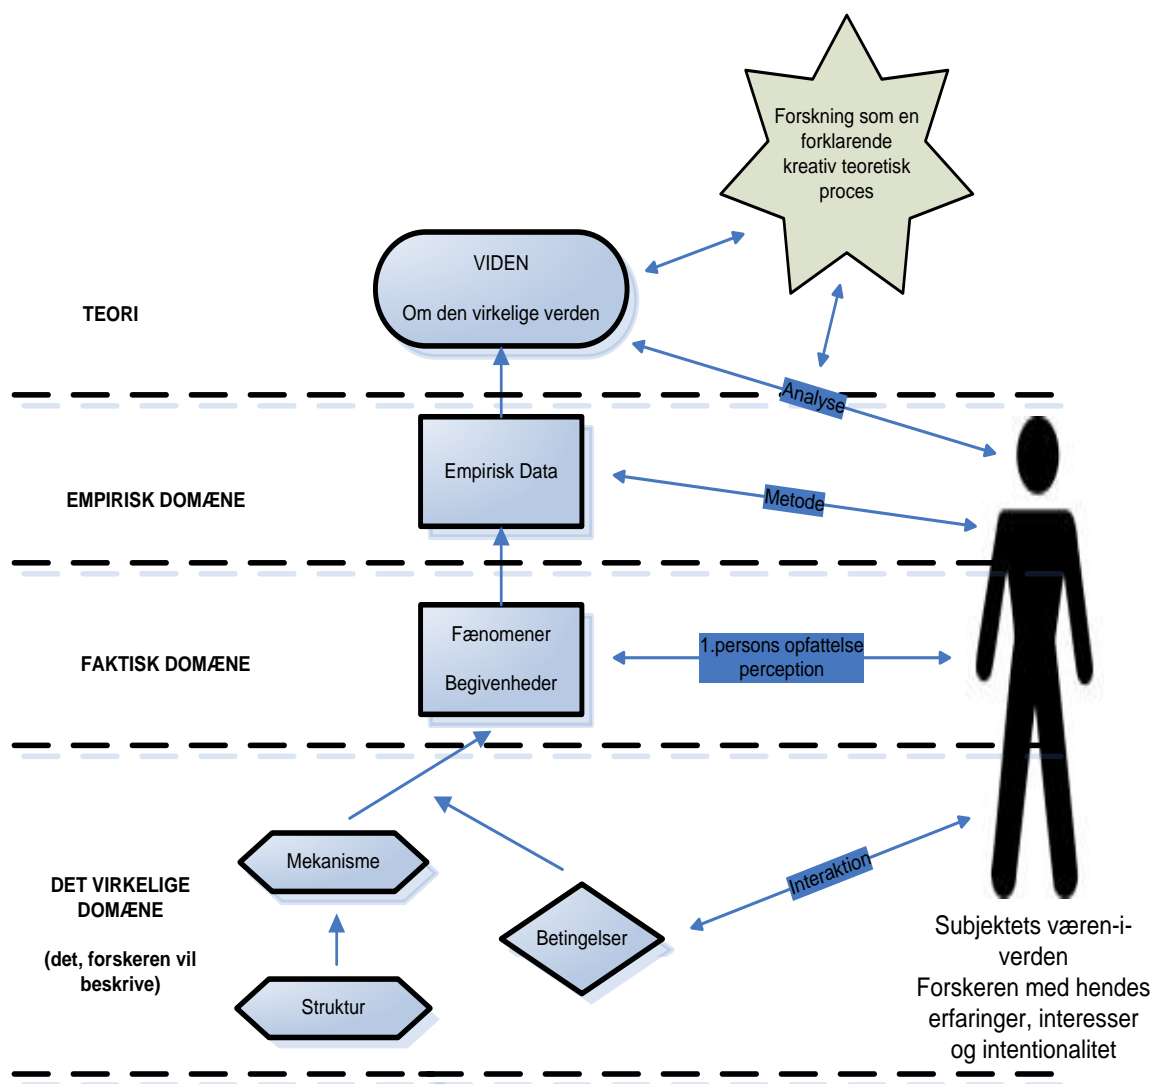 Forskning som en
forklarende
kreativ teoretisk
proces
VIDEN
Om den virkelige verden
TEORI
Analyse
Empirisk Data
EMPIRISK DOMÆNE
Metode
Fænomener
Begivenheder
FAKTISK DOMÆNE
1.persons opfattelse
perception
Mekanisme
DET VIRKELIGE
DOMÆNE
(det, forskeren vil
beskrive)
Interaktion
Betingelser
Struktur
Subjektets væren-i-
verden
Forskeren med hendes
erfaringer, interesser
og intentionalitet